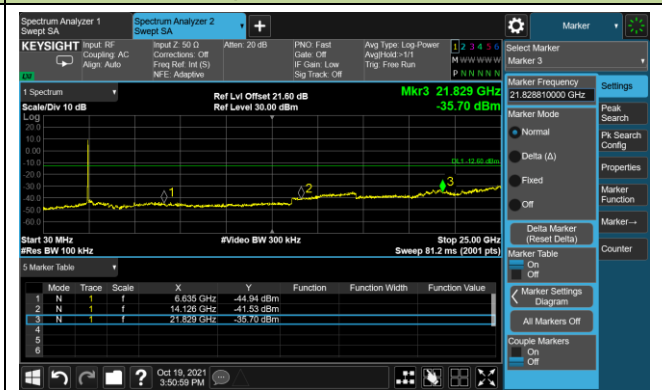 Spectrum Analyzer 1
Swept SA
Spectrum Analyzer 2
Swept SA
+
Marker
KEYSIGHT
Input: RF
Coupling: AC
Align: Auto
Input Z: 50 Ω
Corrections: Off
Freq Ref: Int (S)
NFE: Adaptive
Atten: 20 dB
PNO: Fast
Gate: Off
IF Gain: Low
Sig Track: Off
Avg Type: Log-Power
Avg|Hold:>1/1
Trig: Free Run
1 2 3 4 5 6
M W W W W W
P N N N N N
Select Marker
Marker 3
1 Spectrum
Scale/Div 10 dB
Log
Ref Lvl Offset 21.60 dB
Ref Level 30.00 dBm
Mkr3 21.829 GHz
-35.70 dBm
20.0
10.0
0.00
-10.0
-20.0
-30.0
-40.0
-50.0
-60.0
DL1 -12.60 dBm
1
2
3
Start 30 MHz
#Res BW 100 kHz
#Video BW 300 kHz
Stop 25.00 GHz
Sweep 81.2 ms (2001 pts)
5 Marker Table
Mode Trace Scale X Y Function Function Width Function Value
1 N 1 f 6.635 GHz -44.94 dBm
2 N 1 f 14.126 GHz -41.53 dBm
3 N 1 f 21.829 GHz -35.70 dBm
4
5
6
Marker Frequency
21.828810000 GHz
Marker Mode
Normal
Delta (Δ)
Fixed
Off
Delta Marker
(Reset Delta)
Marker Table
On
Off
Marker Settings
Diagram
All Markers Off
Couple Markers
On
Off
Settings
Peak
Search
Pk Search
Config
Properties
Marker
Function
Marker→
Counter
?
Oct 19, 2021
3:50:59 PM